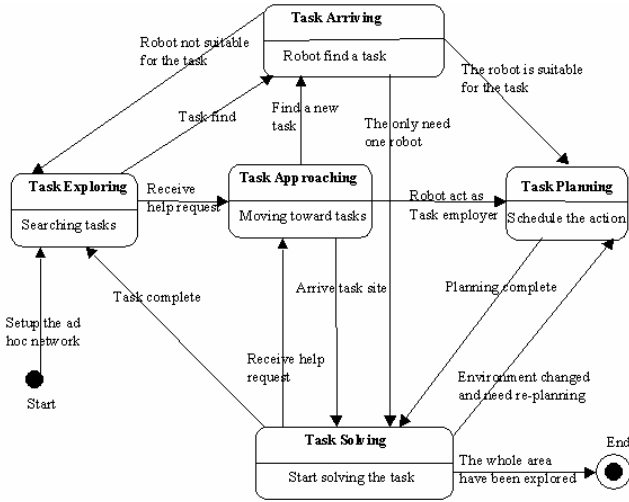 Task Arriving
Robot find a task
Robot not suitable
for the task
The robot is suitable
for the task
Task find
Find a new
task
The only need
one robot
Task Exploring
Searching tasks
Receive
help request
Task Approaching
Moving toward tasks
Robot act as
Task employer
Task Planning
Schedule the action
Setup the ad
hoc network
Task complete
Arrive task site
Planning complete
Receive help
request
Environment changed
and need re-planning
Start
Task Solving
Start solving the task
The whole area
have been explored
End